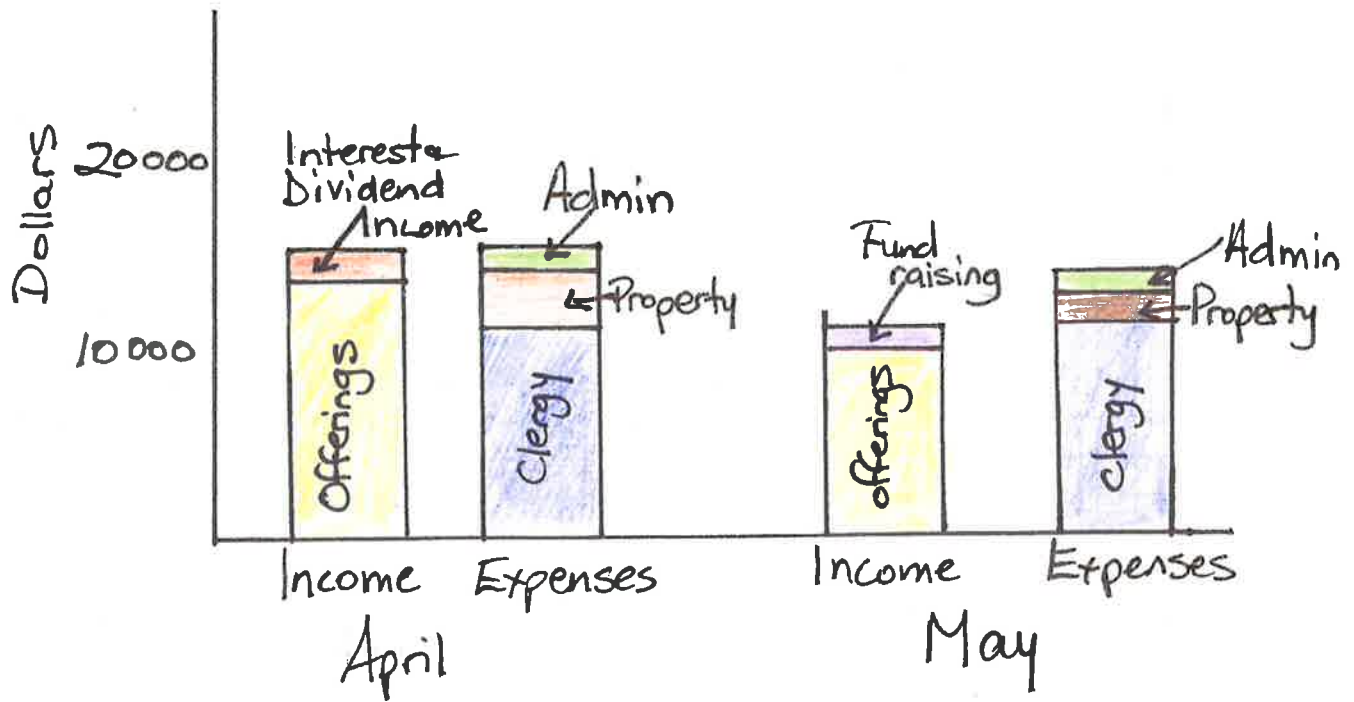 Dollars
20000
10000
Interest &
Dividend
Income
Admin
Property
Offerings
Clergy
Fund
raising
Admin
Property
offerings
clergy
Income
Expenses
Income
Expenses
April
May